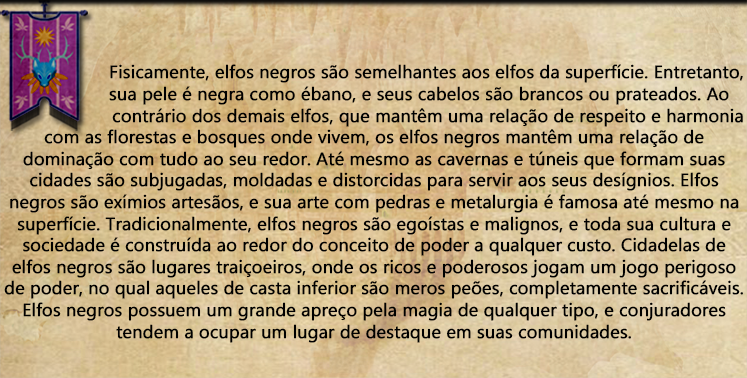 Fisicamente, elfos negros são semelhantes aos elfos da superfície. Entretanto,
sua pele é negra como ébano, e seus cabelos são brancos ou prateados. Ao
contrário dos demais elfos, que mantêm uma relação de respeito e harmonia
com as florestas e bosques onde vivem, os elfos negros mantêm uma relação de
dominação com tudo ao seu redor. Até mesmo as cavernas e túneis que formam suas
cidades são subjugadas, moldadas e distorcidas para servir aos seus desígnios. Elfos
negros são exímios artesãos, e sua arte com pedras e metalurgia é famosa até mesmo na
superfície. Tradicionalmente, elfos negros são egoístas e malignos, e toda sua cultura e
sociedade é construída ao redor do conceito de poder a qualquer custo. Cidadelas de
elfos negros são lugares traiçoeiros, onde os ricos e poderosos jogam um jogo perigoso
de poder, no qual aqueles de casta inferior são meros peões, completamente sacrificáveis.
Elfos negros possuem um grande apreço pela magia de qualquer tipo, e conjuradores
tendem a ocupar um lugar de destaque em suas comunidades.